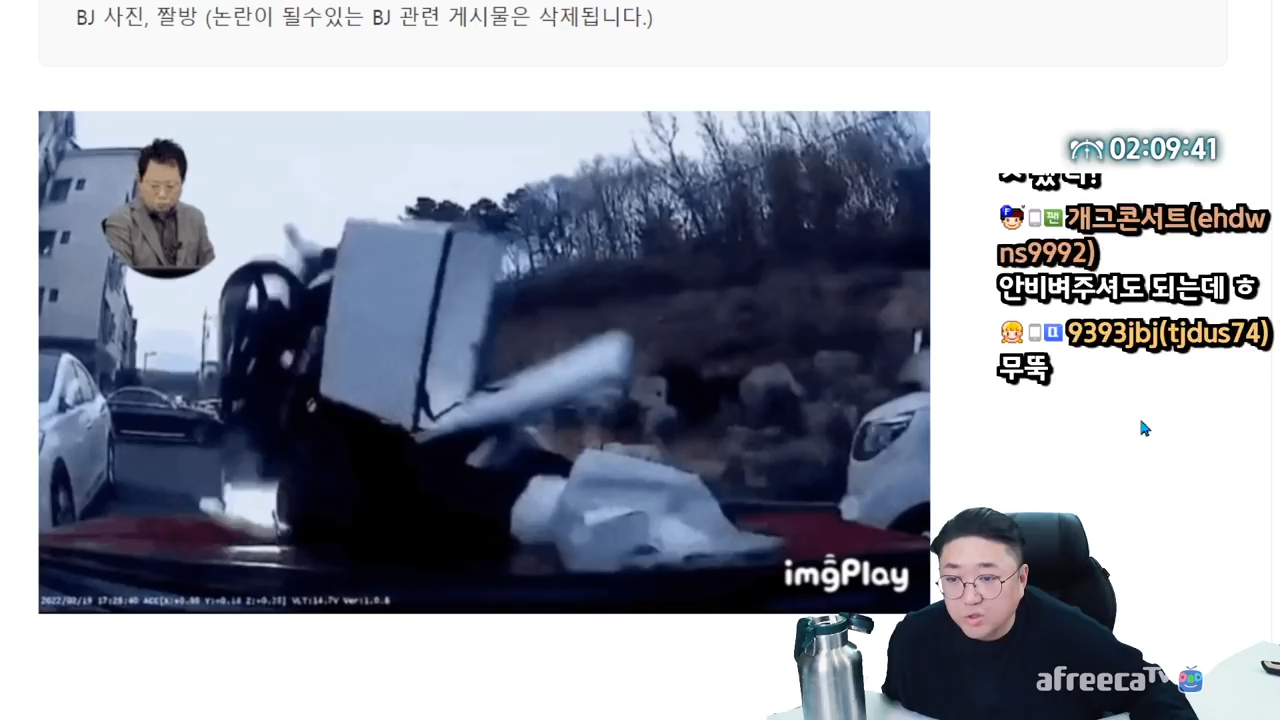 BJ 사진, 짤방 (논란이 될수있는 BJ 관련 게시물은 삭제됩니다.)
02:09:41
개그콘서트(ehdw
ns9992)
안비벼주셔도 되는데 ㅎ
9393jbj(tjdus74)
무뚝
imgPlay
afreecaTV